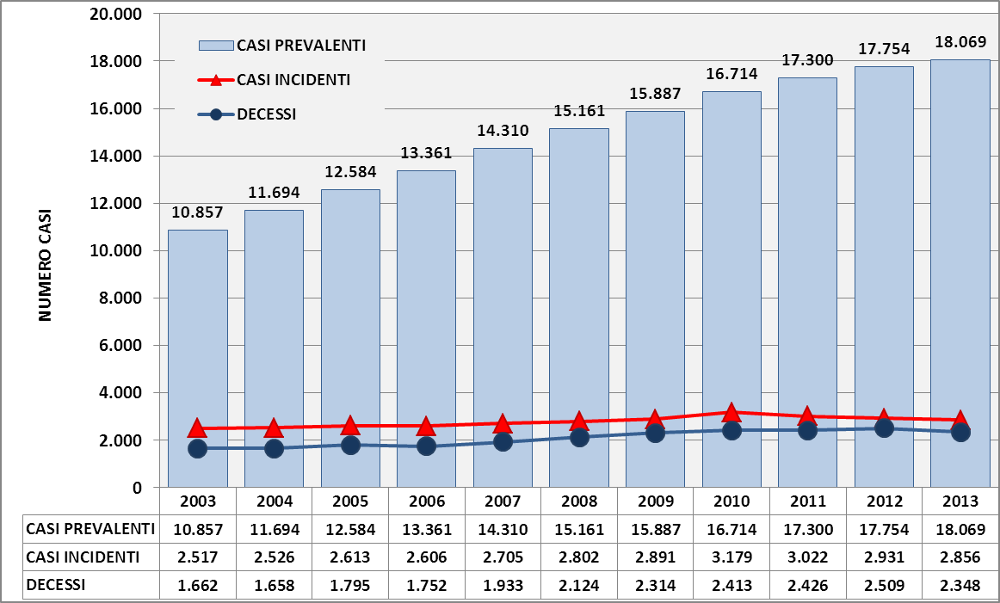 20.000
18.000
16.000
14.000
12.000
10.000
8.000
6.000
4.000
2.000
0
NUMERO CASI
CASI PREVALENTI
CASI INCIDENTI
DECESSI
10.857
11.694
12.584
13.361
14.310
15.161
15.887
16.714
17.300
17.754
18.069
2003 2004 2005 2006 2007 2008 2009 2010 2011 2012 2013
CASI PREVALENTI 10.857 11.694 12.584 13.361 14.310 15.161 15.887 16.714 17.300 17.754 18.069
CASI INCIDENTI 2.517 2.526 2.613 2.606 2.705 2.802 2.891 3.179 3.022 2.931 2.856
DECESSI 1.662 1.658 1.795 1.752 1.933 2.124 2.314 2.413 2.426 2.509 2.348